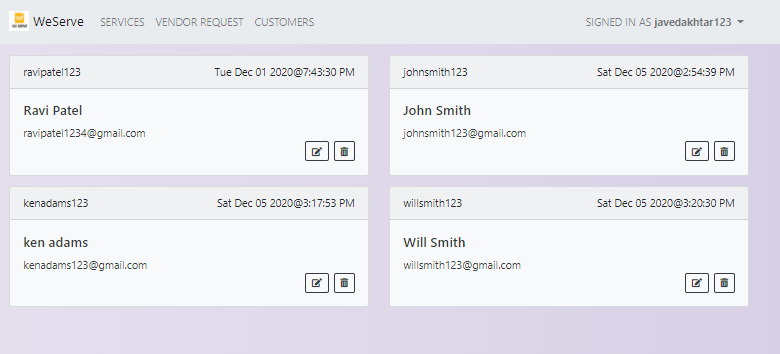 WeServe SERVICES VENDOR REQUEST CUSTOMERS SIGNED IN AS javedakhtar123
ravipatel123 Tue Dec 01 2020@7:43:30 PM
Ravi Patel
ravipatel1234@gmail.com
johnsmith123 Sat Dec 05 2020@2:54:39 PM
John Smith
johnsmith123@gmail.com
kenadams123 Sat Dec 05 2020@3:17:53 PM
ken adams
kenadams123@gmail.com
willsmith123 Sat Dec 05 2020@3:20:30 PM
Will Smith
willsmith123@gmail.com